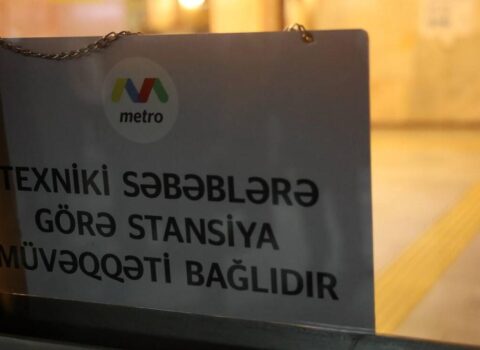 metro
TEXNİKİ SƏBƏBLƏRƏ
GÖRƏ STANSİYA
MÜVƏQQƏTİ BAĞLIDIR